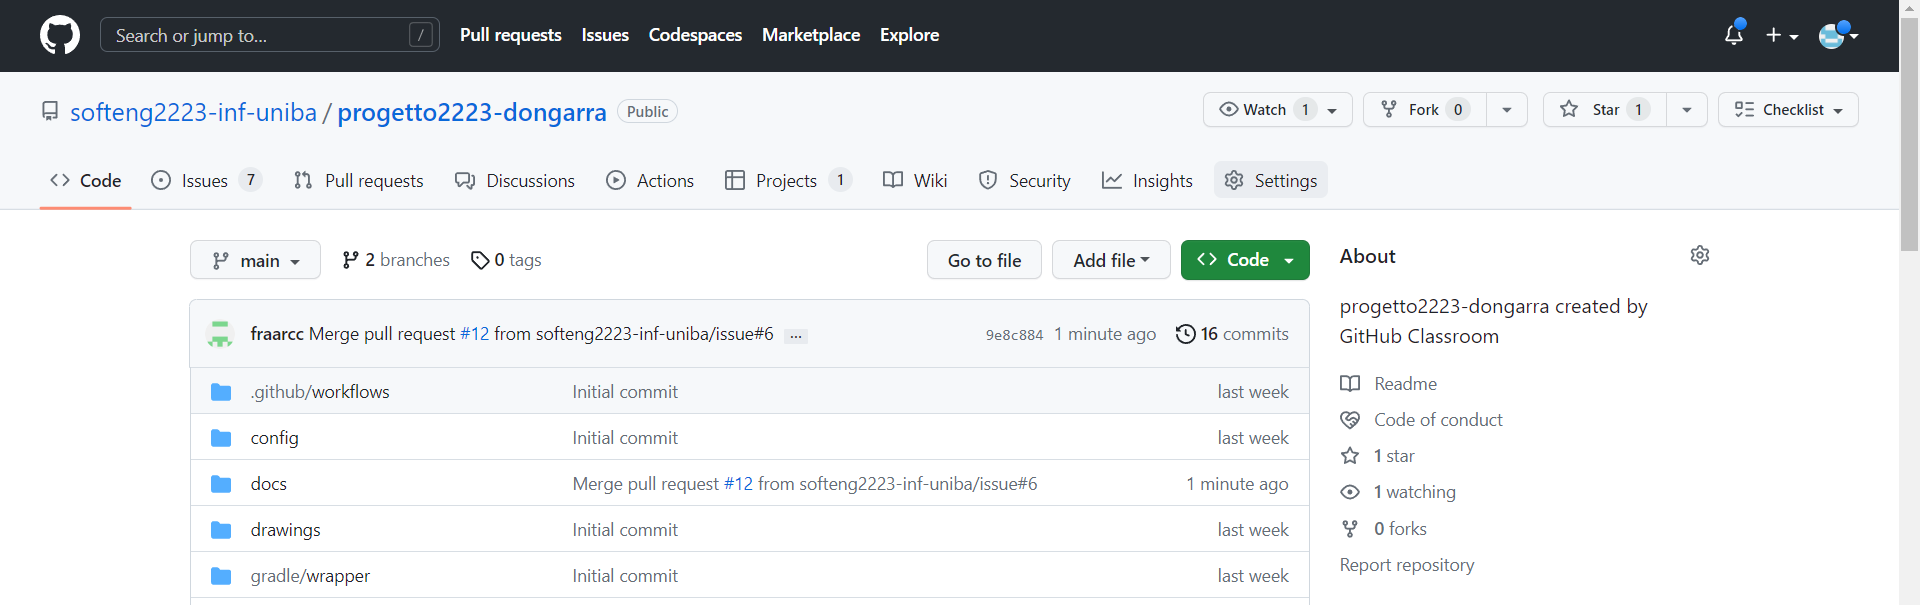 Search or jump to... /
Pull requests Issues Codespaces Marketplace Explore
softeng2223-inf-uniba / progetto2223-dongarra Public
Watch 1 Fork 0 Star 1 Checklist
Code Issues 7 Pull requests Discussions Actions Projects 1 Wiki Security Insights Settings
main 2 branches 0 tags Go to file Add file Code
fraarcc Merge pull request #12 from softeng2223-inf-uniba/issue#6 ... 9e8c884 1 minute ago 16 commits
.github/workflows Initial commit last week
config Initial commit last week
docs Merge pull request #12 from softeng2223-inf-uniba/issue#6 1 minute ago
drawings Initial commit last week
gradle/wrapper Initial commit last week
About
progetto2223-dongarra created by
GitHub Classroom
Readme
Code of conduct
1 star
1 watching
0 forks
Report repository